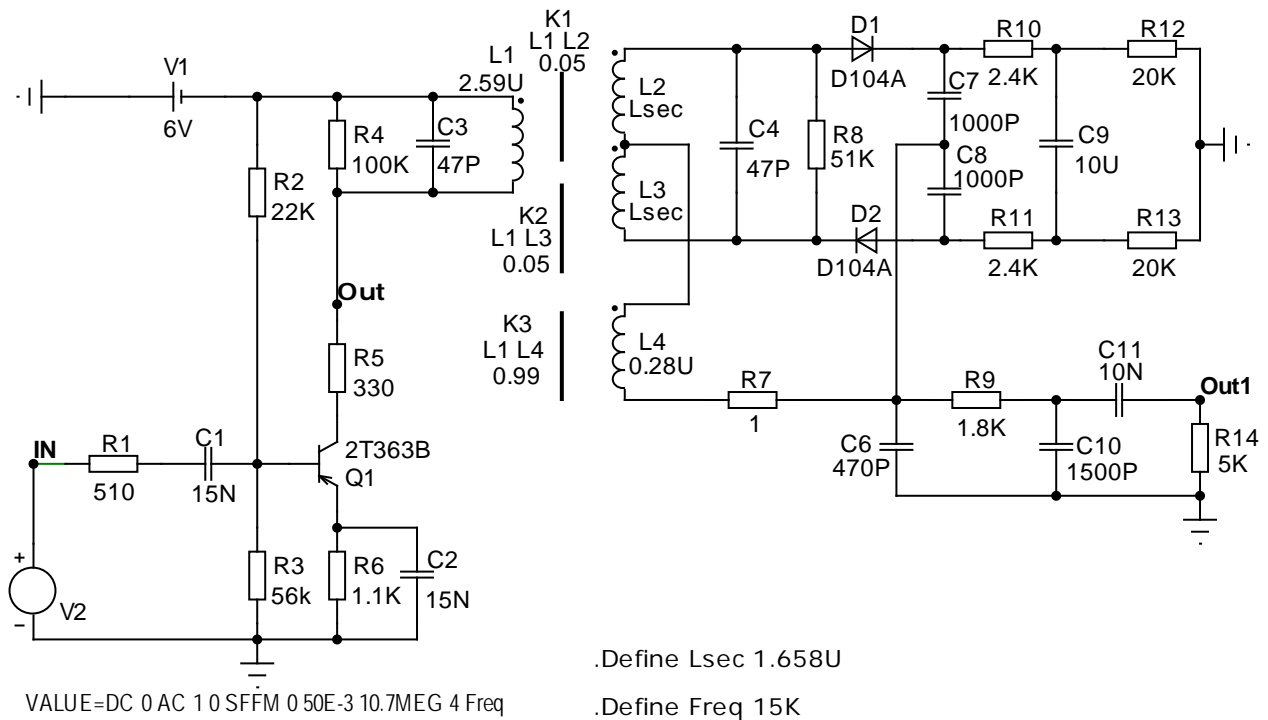 K1
L1 L2
0.05
L1
2.59U
V1
6V
R4
100K
C3
47P
R2
22K
L2
Lsec
L3
Lsec
K2
L1 L3
0.05
K3
L1 L4
0.99
L4
0.28U
C4
47P
R8
51K
D1
D104A
D2
D104A
C7
1000P
C8
1000P
R10
2.4K
R11
2.4K
C9
10U
R12
20K
R13
20K
Out
R5
330
2T363B
Q1
IN
R1
510
C1
15N
R3
56k
R6
1.1K
C2
15N
+
V2
–
R7
1
C6
470P
R9
1.8K
C10
1500P
C11
10N
Out1
R14
5K
.Define Lsec 1.658U
VALUE=DC 0 AC 1 0 SFFM 0 50E-3 10.7MEG 4 Freq
.Define Freq 15K